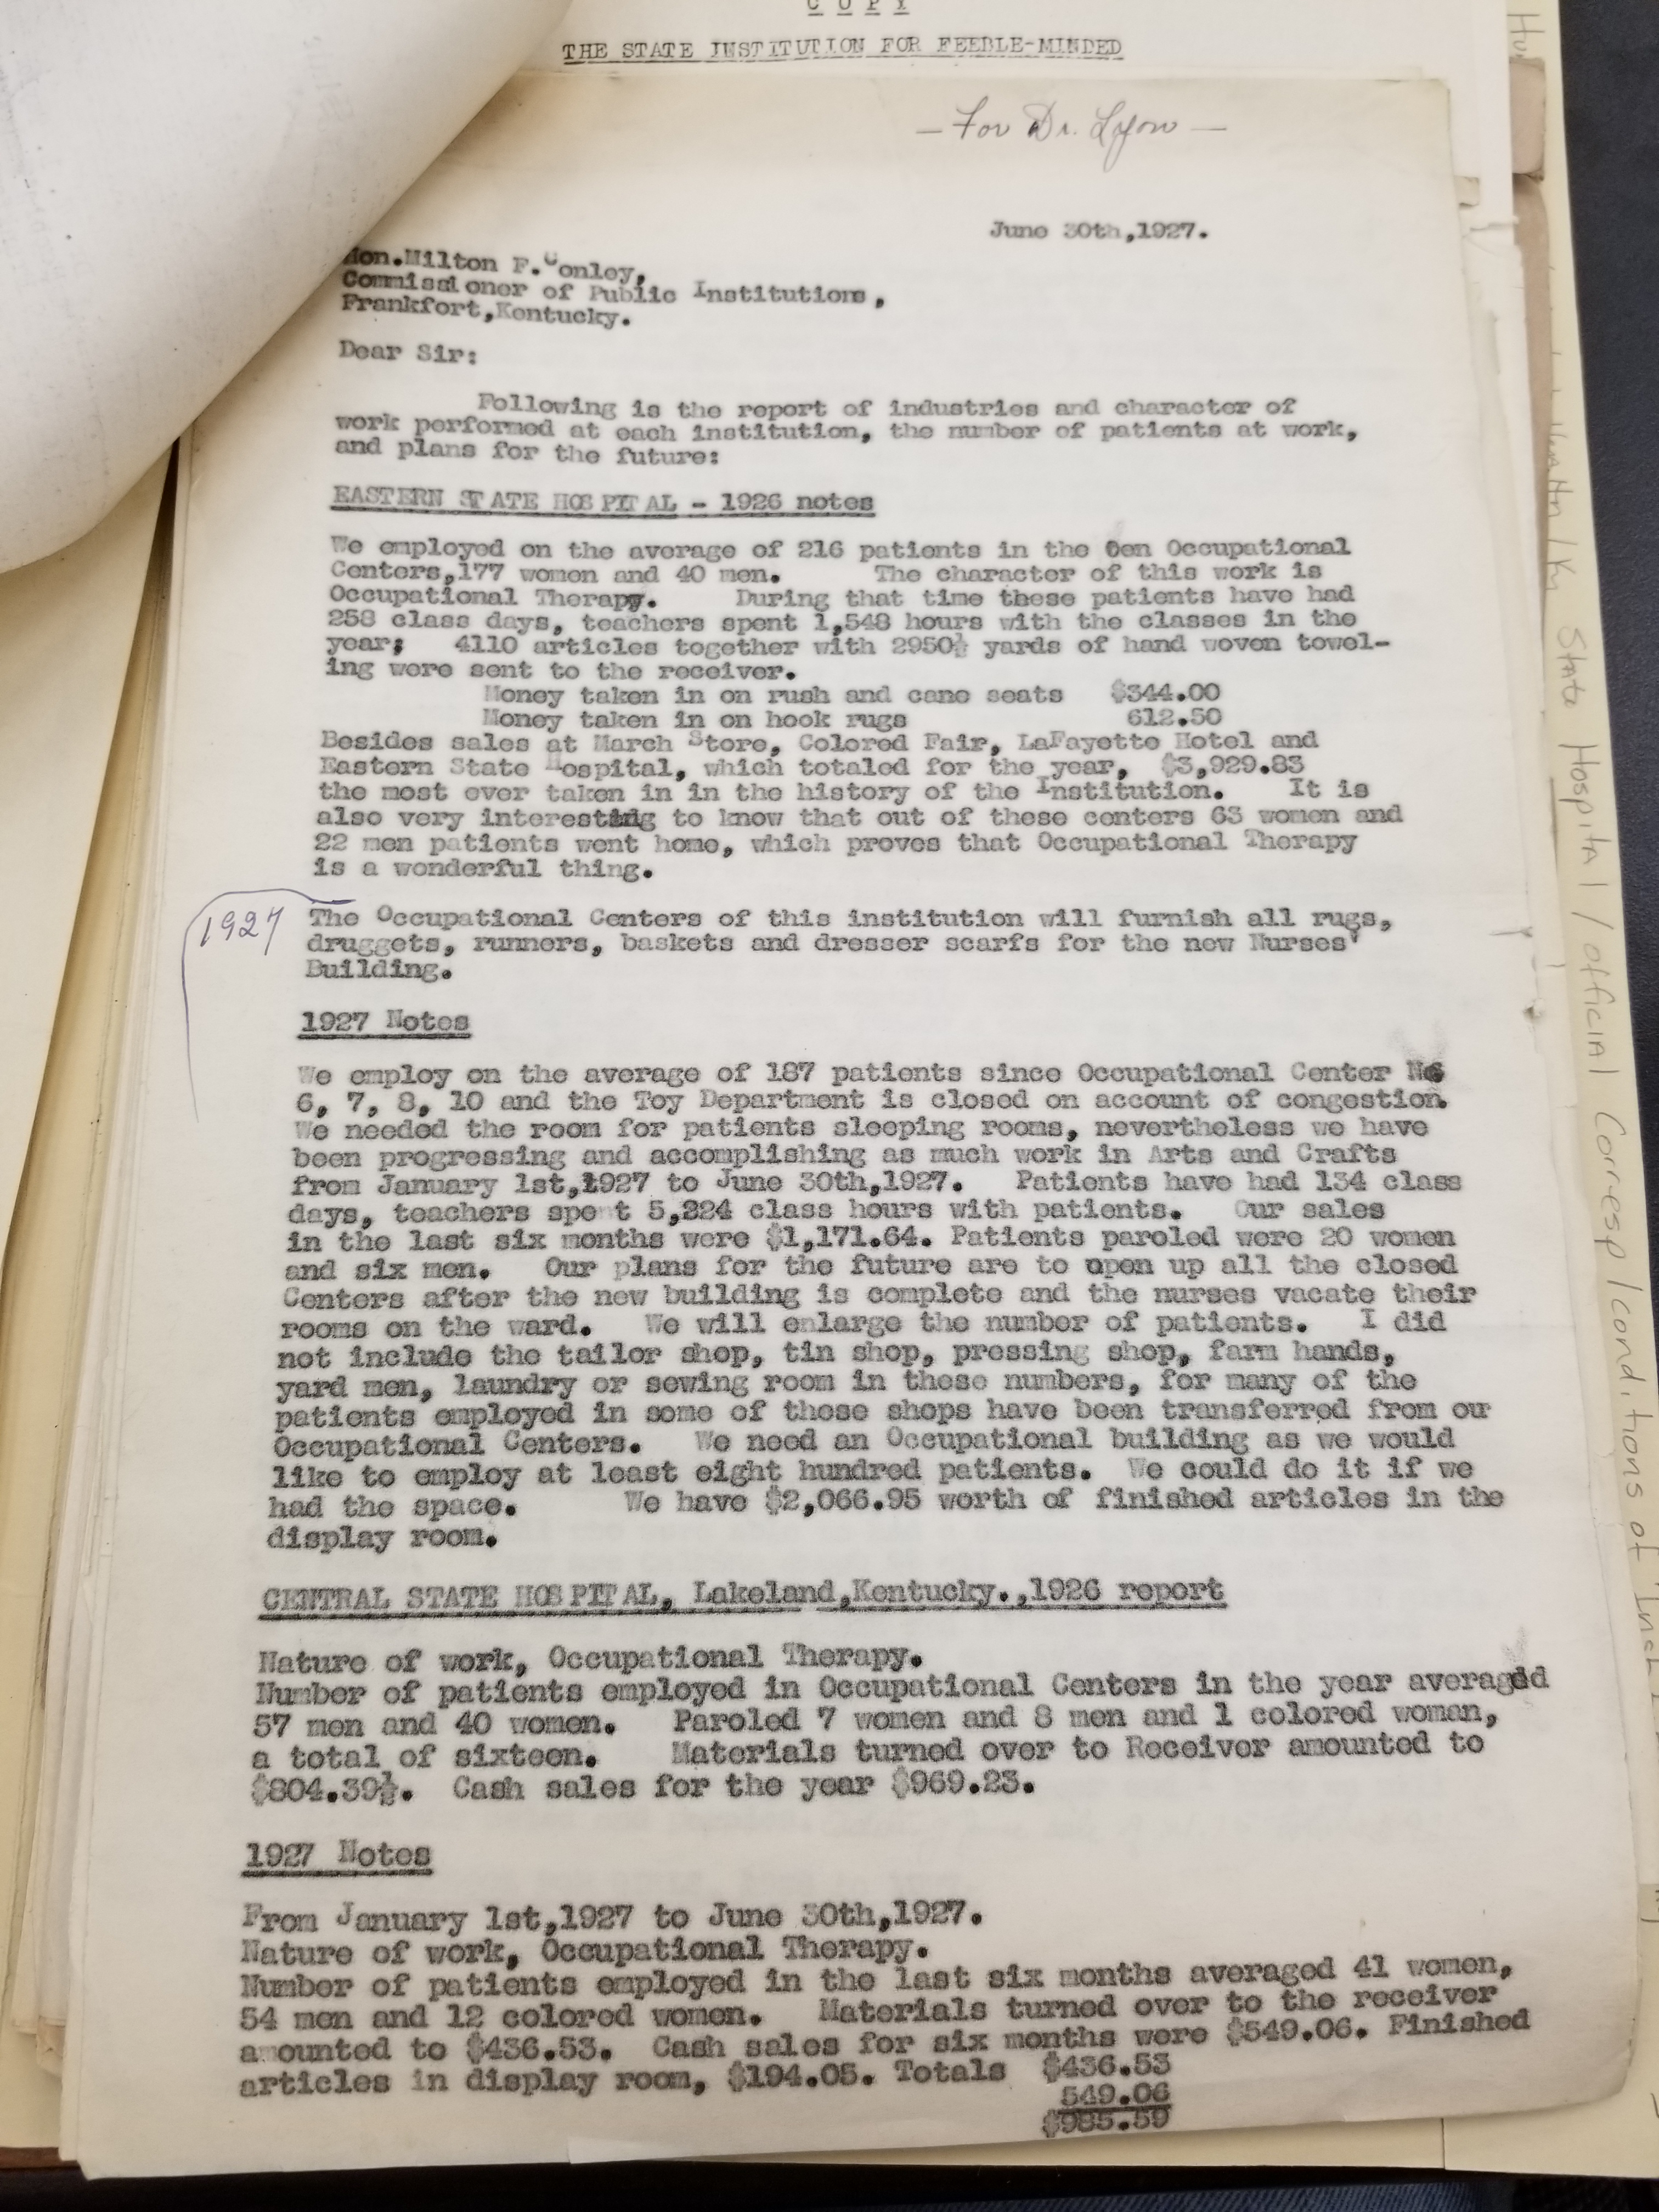 COPY
THE STATE INSTITUTION FOR FEEBLE-MINDED
— For Dr. Lyon —
June 30th,1927.
Hon.Milton F.Conley,
Commissioner of Public Institutions,
Frankfort,Kentucky.
Dear Sir:
Following is the report of industries and character of
work performed at each institution, the number of patients at work,
and plans for the future:
EASTERN STATE HOSPITAL - 1926 notes
We employed on the average of 216 patients in the ten Occupational
Centers,177 women and 40 men. The character of this work is
Occupational Therapy. During that time these patients have had
258 class days, teachers spent 1,548 hours with the classes in the
year; 4110 articles together with 2950½ yards of hand woven towel-
ing were sent to the receiver.
Money taken in on rush and cane seats $344.00
Money taken in on hook rugs 612.50
Besides sales at March Store, Colored Fair, LaFayette Hotel and
Eastern State Hospital, which totaled for the year, $3,929.83
the most ever taken in in the history of the Institution. It is
also very interesting to know that out of these centers 63 women and
22 men patients went home, which proves that Occupational Therapy
is a wonderful thing.
1927
The Occupational Centers of this institution will furnish all rugs,
druggets, runners, baskets and dresser scarfs for the new Nurses'
Building.
1927 Notes
We employ on the average of 187 patients since Occupational Center
6, 7, 8, 10 and the Toy Department is closed on account of congestion.
We needed the room for patients sleeping rooms, nevertheless we have
been progressing and accomplishing as much work in Arts and Crafts
from January 1st,1927 to June 30th,1927. Patients have had 134 class
days, teachers spent 5,224 class hours with patients. Our sales
in the last six months were $1,171.64. Patients paroled were 20 women
and six men. Our plans for the future are to open up all the closed
Centers after the new building is complete and the nurses vacate their
rooms on the ward. We will enlarge the number of patients. I did
not include the tailor shop, tin shop, pressing shop, farm hands,
yard men, laundry or sewing room in these numbers, for many of the
patients employed in some of those shops have been transferred from our
Occupational Centers. We need an Occupational building as we would
like to employ at least eight hundred patients. We could do it if we
had the space. We have $2,066.95 worth of finished articles in the
display room.
CENTRAL STATE HOSPITAL, Lakeland,Kentucky.,1926 report
Nature of work, Occupational Therapy.
Number of patients employed in Occupational Centers in the year averaged
57 men and 40 women. Paroled 7 women and 8 men and 1 colored woman,
a total of sixteen. Materials turned over to Receiver amounted to
$804.39½. Cash sales for the year $969.23.
1927 Notes
From January 1st,1927 to June 30th,1927.
Nature of work, Occupational Therapy.
Number of patients employed in the last six months averaged 41 women,
54 men and 12 colored women. Materials turned over to the receiver
amounted to $436.53. Cash sales for six months were $549.06. Finished
articles in display room, $194.05. Totals $436.53
549.06
$985.59
State Hospital / official Corresp / conditions of